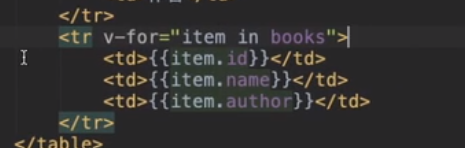 </tr>
<tr v-for="item in books">
<td>{{item.id}}</td>
<td>{{item.name}}</td>
<td>{{item.author}}</td>
</tr>
</table>